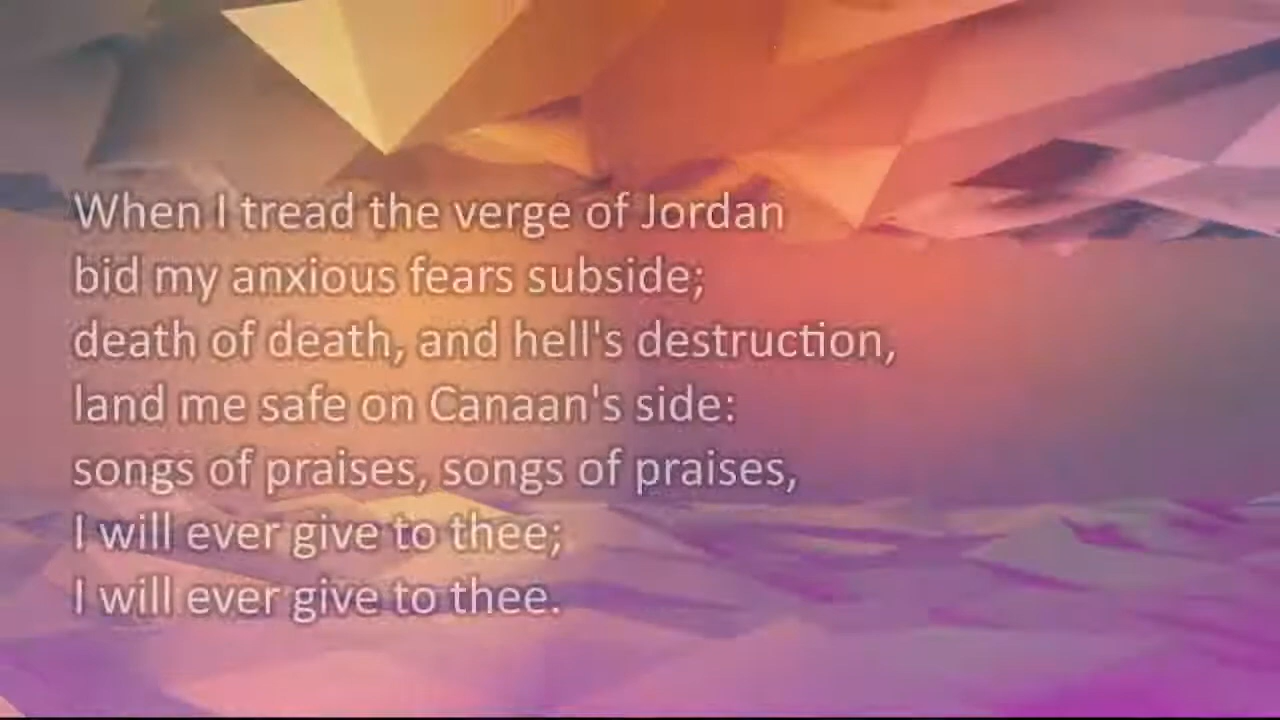 When I tread the verge of Jordan
bid my anxious fears subside;
death of death, and hell's destruction,
land me safe on Canaan's side:
songs of praises, songs of praises,
I will ever give to thee;
I will ever give to thee.